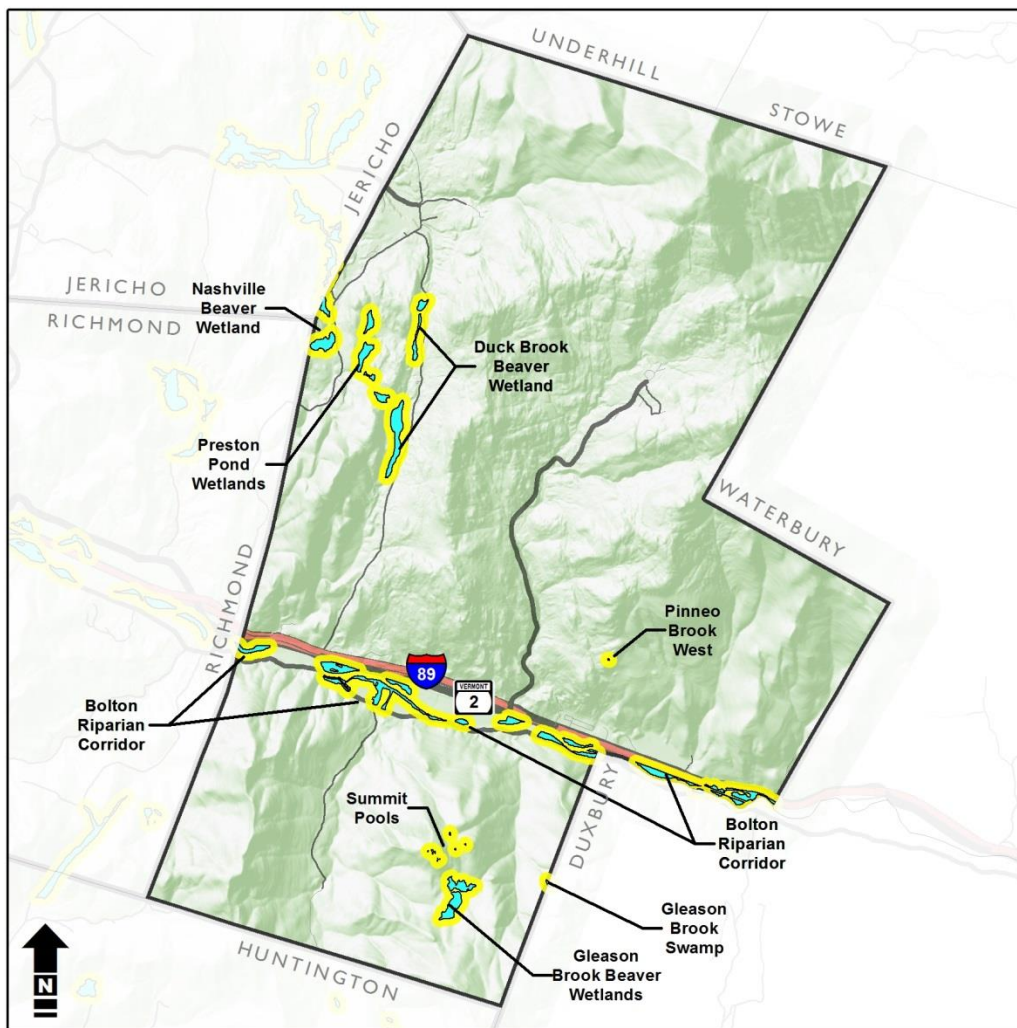 UNDERHILL
STOWE
JERICHO
JERICHO
RICHMOND
Nashville
Beaver
Wetland
Duck Brook
Beaver
Wetland
Preston
Pond
Wetlands
WATERBURY
RICHMOND
Pinneo
Brook
West
89
VERMONT
2
Bolton
Riparian
Corridor
Summit
Pools
DUXBURY
Bolton
Riparian
Corridor
Gleason
Brook
Swamp
Gleason
Brook Beaver
Wetlands
HUNTINGTON
N